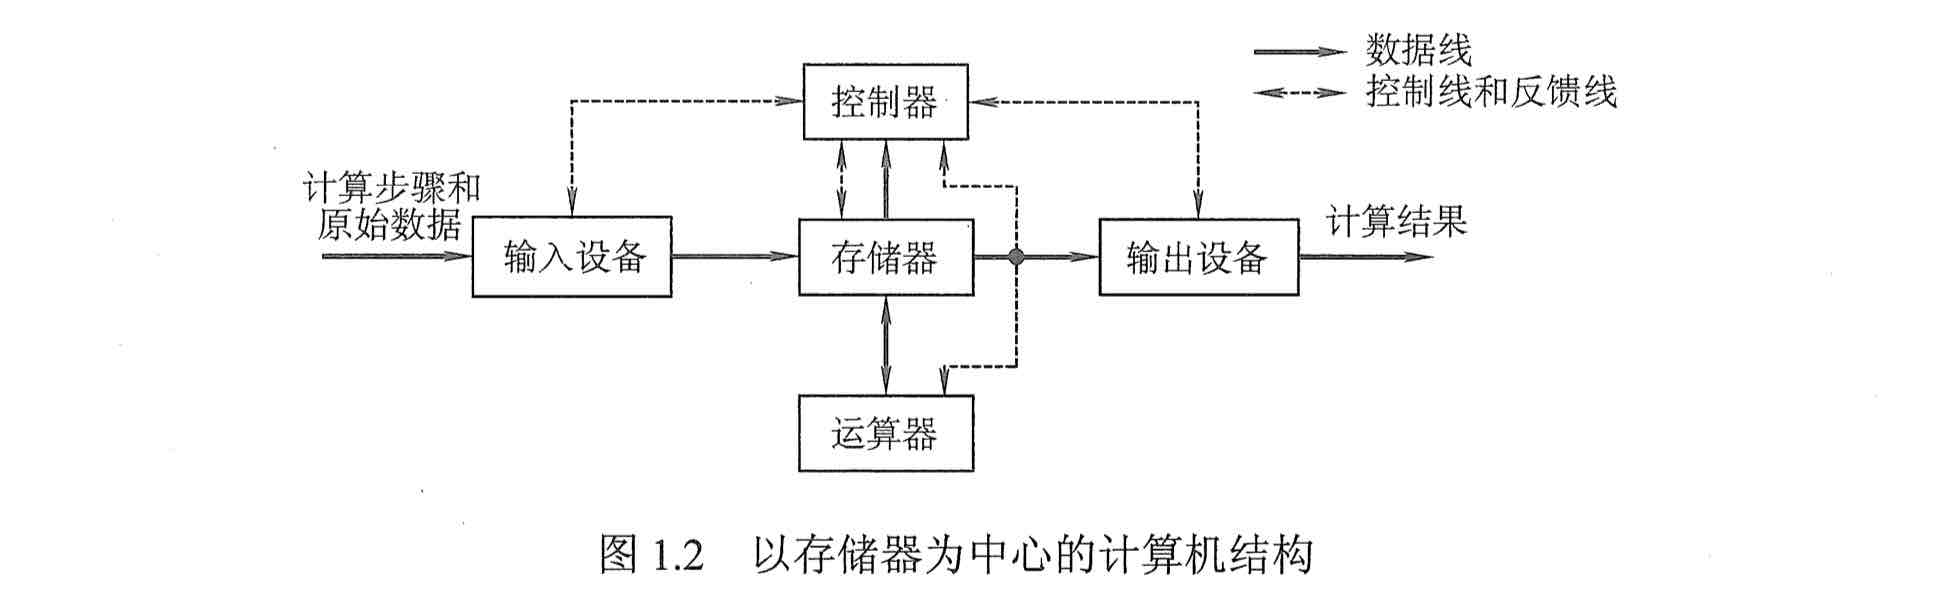 数据线
控制线和反馈线
控制器
计算步骤和
原始数据
输入设备
存储器
输出设备
计算结果
运算器
图 1.2 以存储器为中心的计算机结构